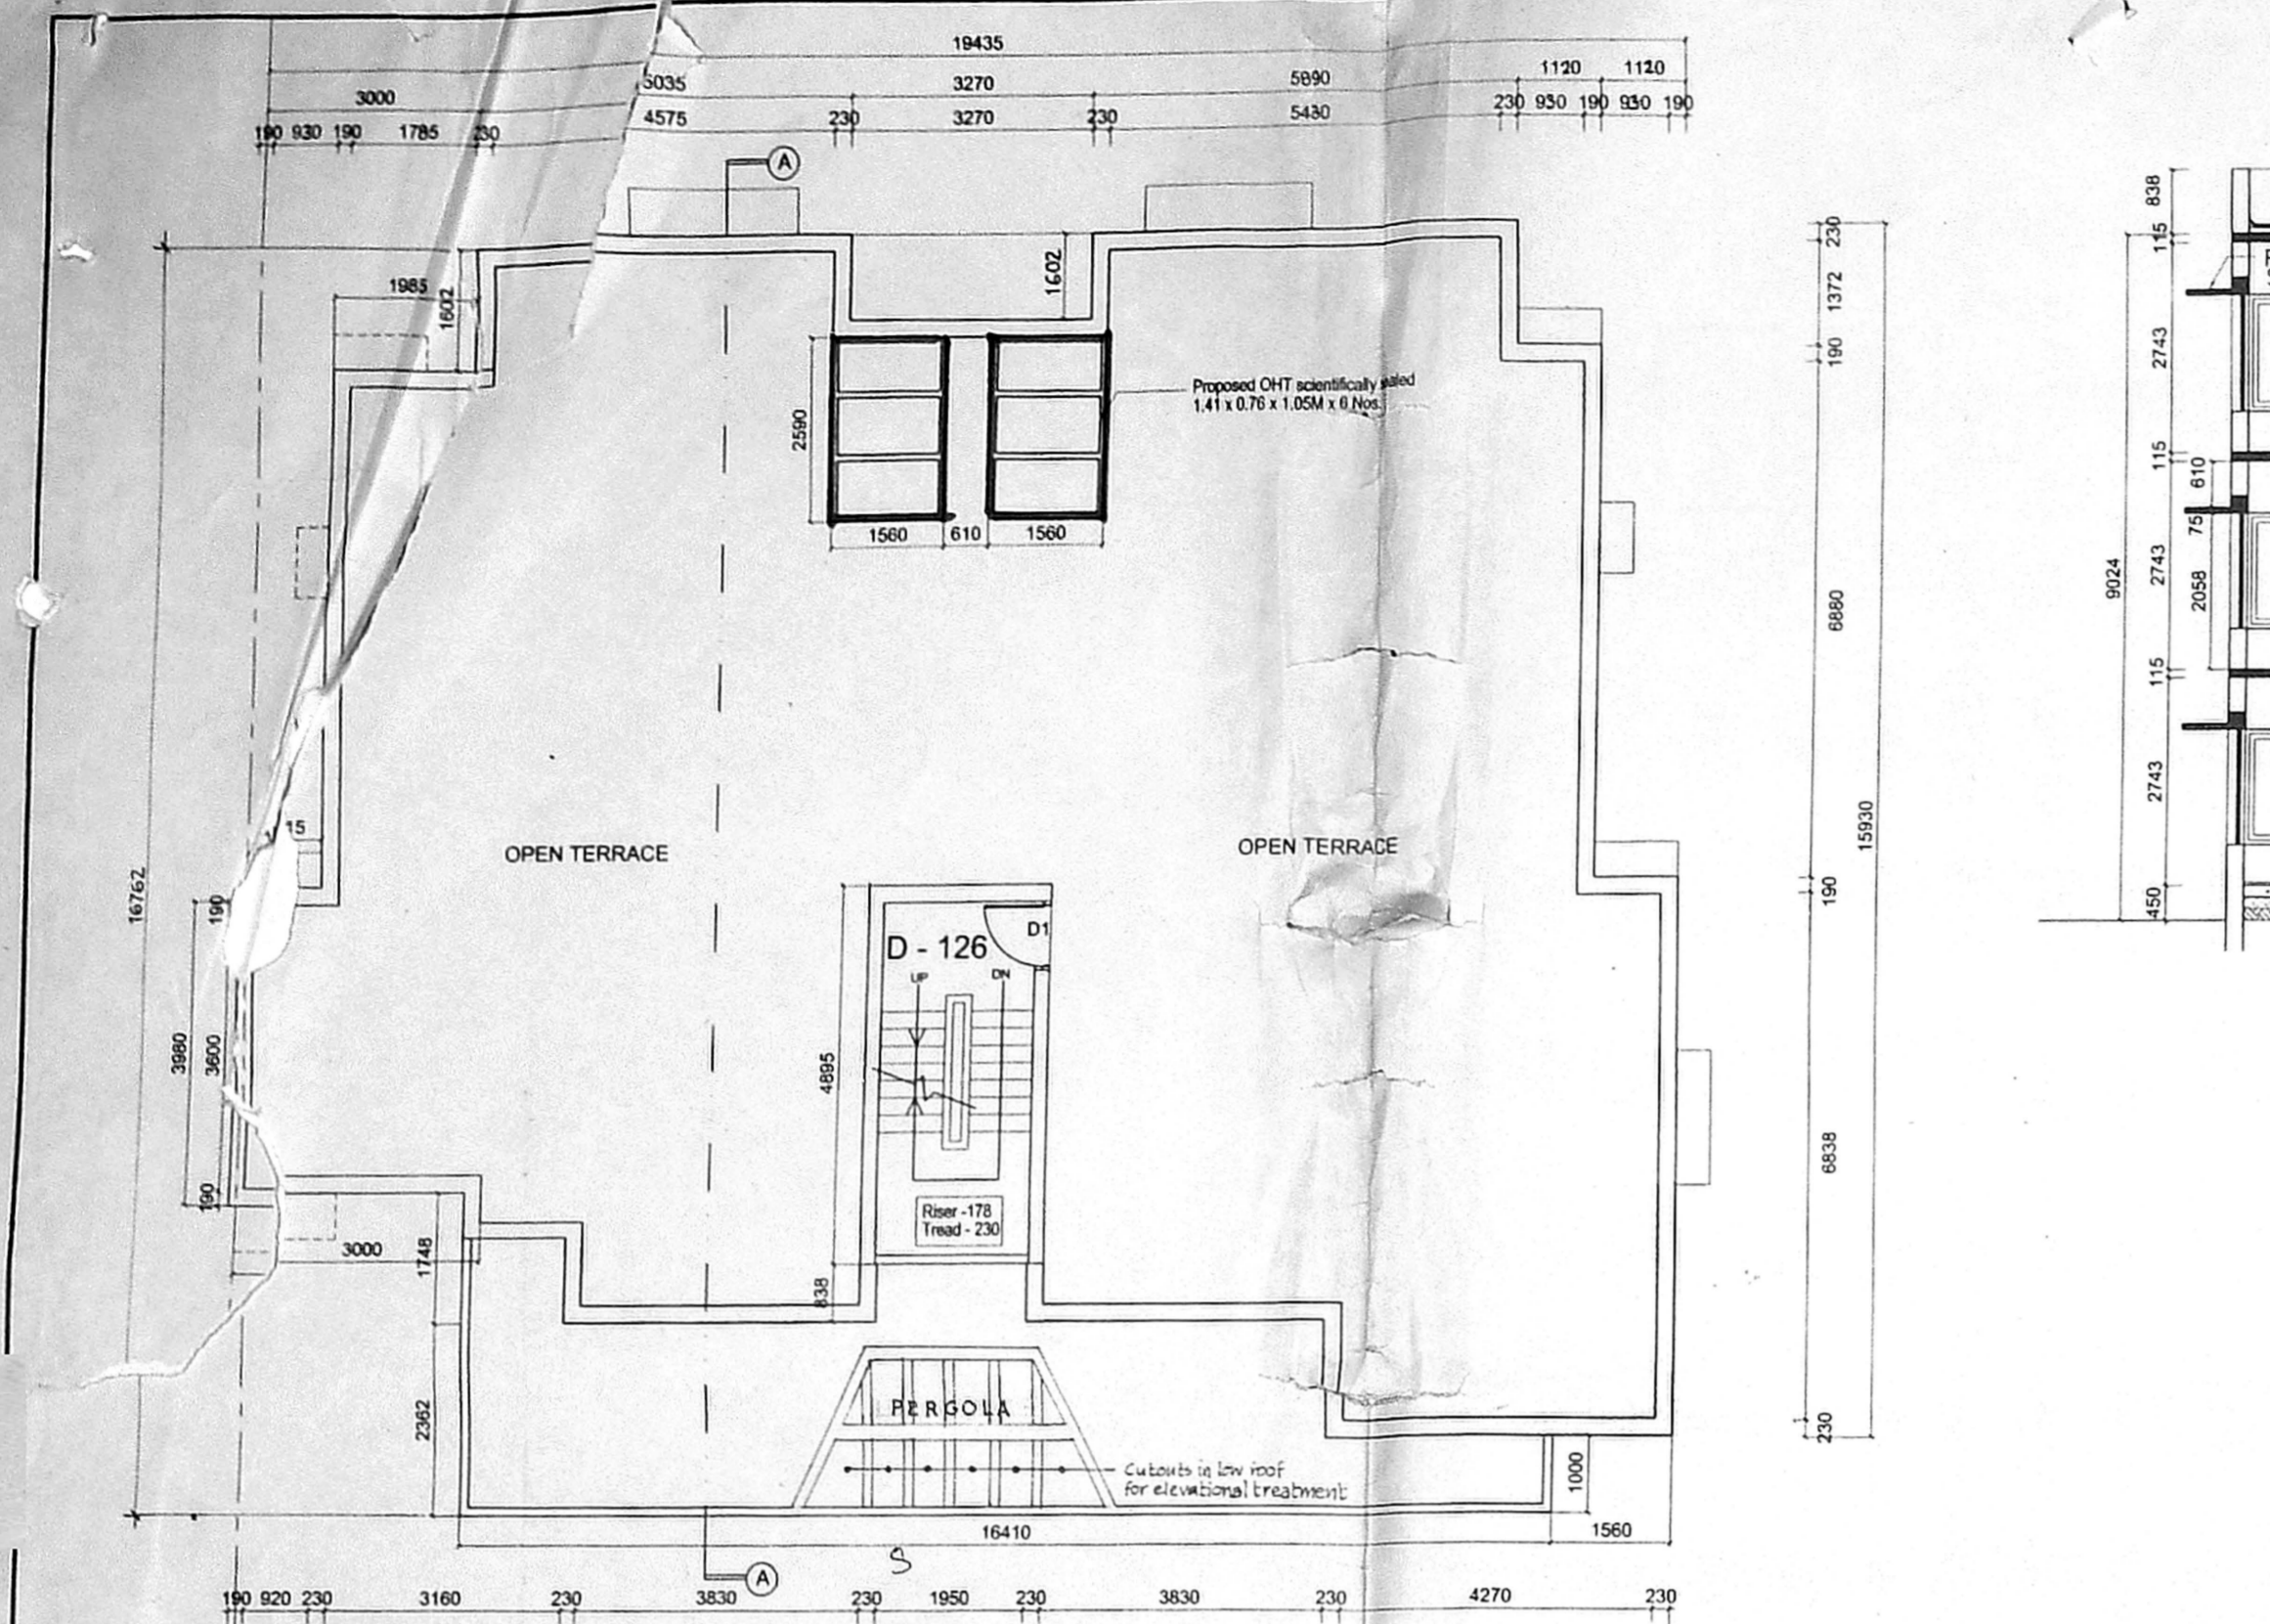 19435
5035 3270 5890 1120 1120
3000
4575 230 3270 230 5430 230 930 190 930 190
190 930 190 1785 230
A
1985
1602
1602
230
1372
190
Proposed OHT scientifically sealed
1.41 x 0.76 x 1.05M x 6 Nos.
2590
1560 610 1560
6880
15930
OPEN TERRACE
OPEN TERRACE
16762
190
3980
3600
190
190
D - 126
D1
UP
DN
4895
6838
Riser -178
Tread - 230
3000
1748
838
2362
PERGOLA
Cutouts in low roof
for elevational treatment
230
1000
16410
1560
S
A
190 920 230 3160 230 3830 230 1950 230 3830 230 4270 230
838
115
2743
115
610
75
2743
2058
9024
115
2743
450